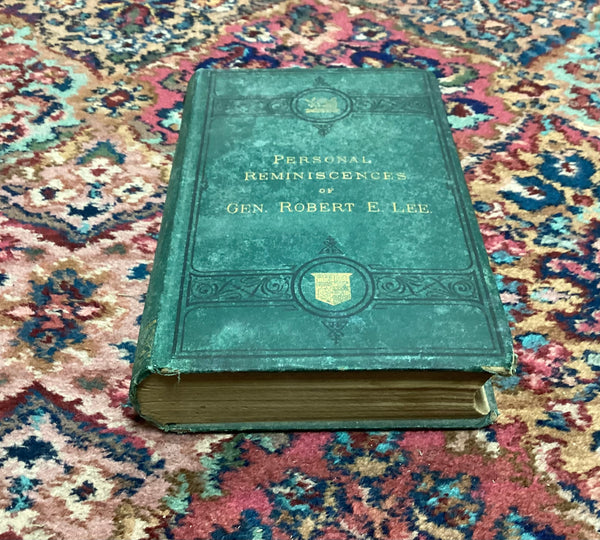 PERSONAL
REMINISCENCES
OF
GEN. ROBERT E. LEE.